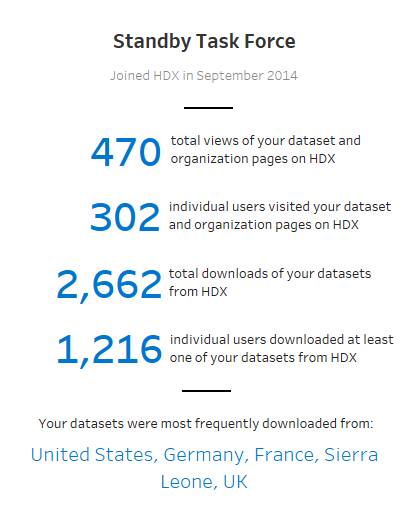 Standby Task Force
Joined HDX in September 2014
470
total views of your dataset and
organization pages on HDX
302
individual users visited your dataset
and organization pages on HDX
2,662
total downloads of your datasets
from HDX
1,216
individual users downloaded at least
one of your datasets from HDX
Your datasets were most frequently downloaded from:
United States, Germany, France, Sierra
Leone, UK